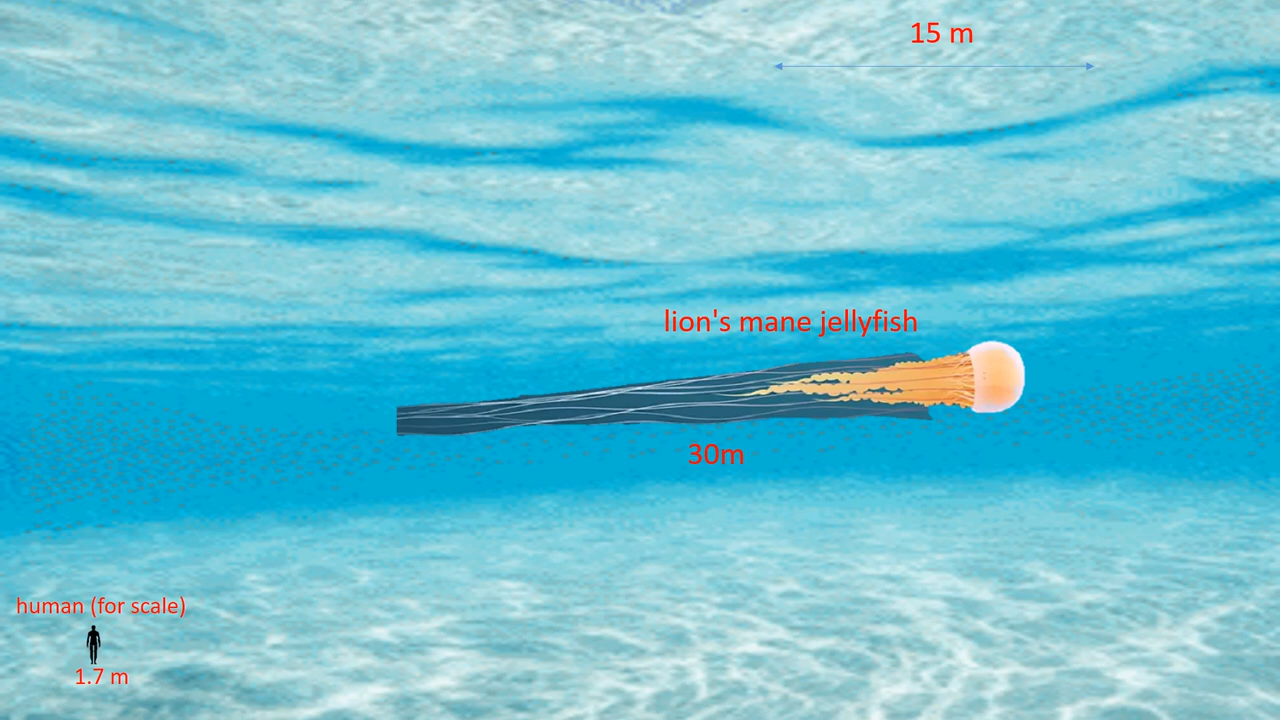 15 m
lion's mane jellyfish
30m
human (for scale)
1.7 m